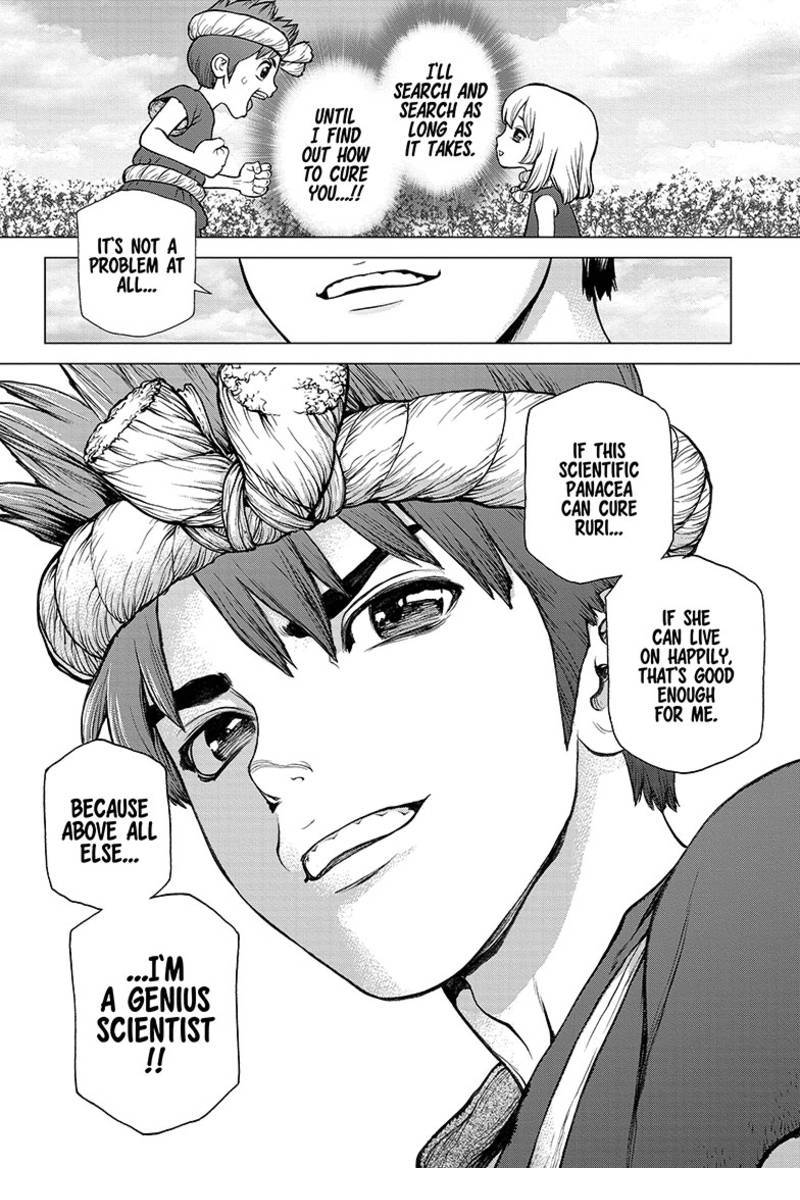 I'LL
SEARCH AND
SEARCH AS
LONG AS
IT TAKES.
UNTIL
I FIND
OUT HOW
TO CURE
YOU...!!
IT'S NOT A
PROBLEM AT
ALL...
IF THIS
SCIENTIFIC
PANACEA
CAN CURE
RURI...
IF SHE
CAN LIVE
ON HAPPILY,
THAT'S GOOD
ENOUGH
FOR ME.
BECAUSE
ABOVE ALL
ELSE...
...I'M
A GENIUS
SCIENTIST
!!